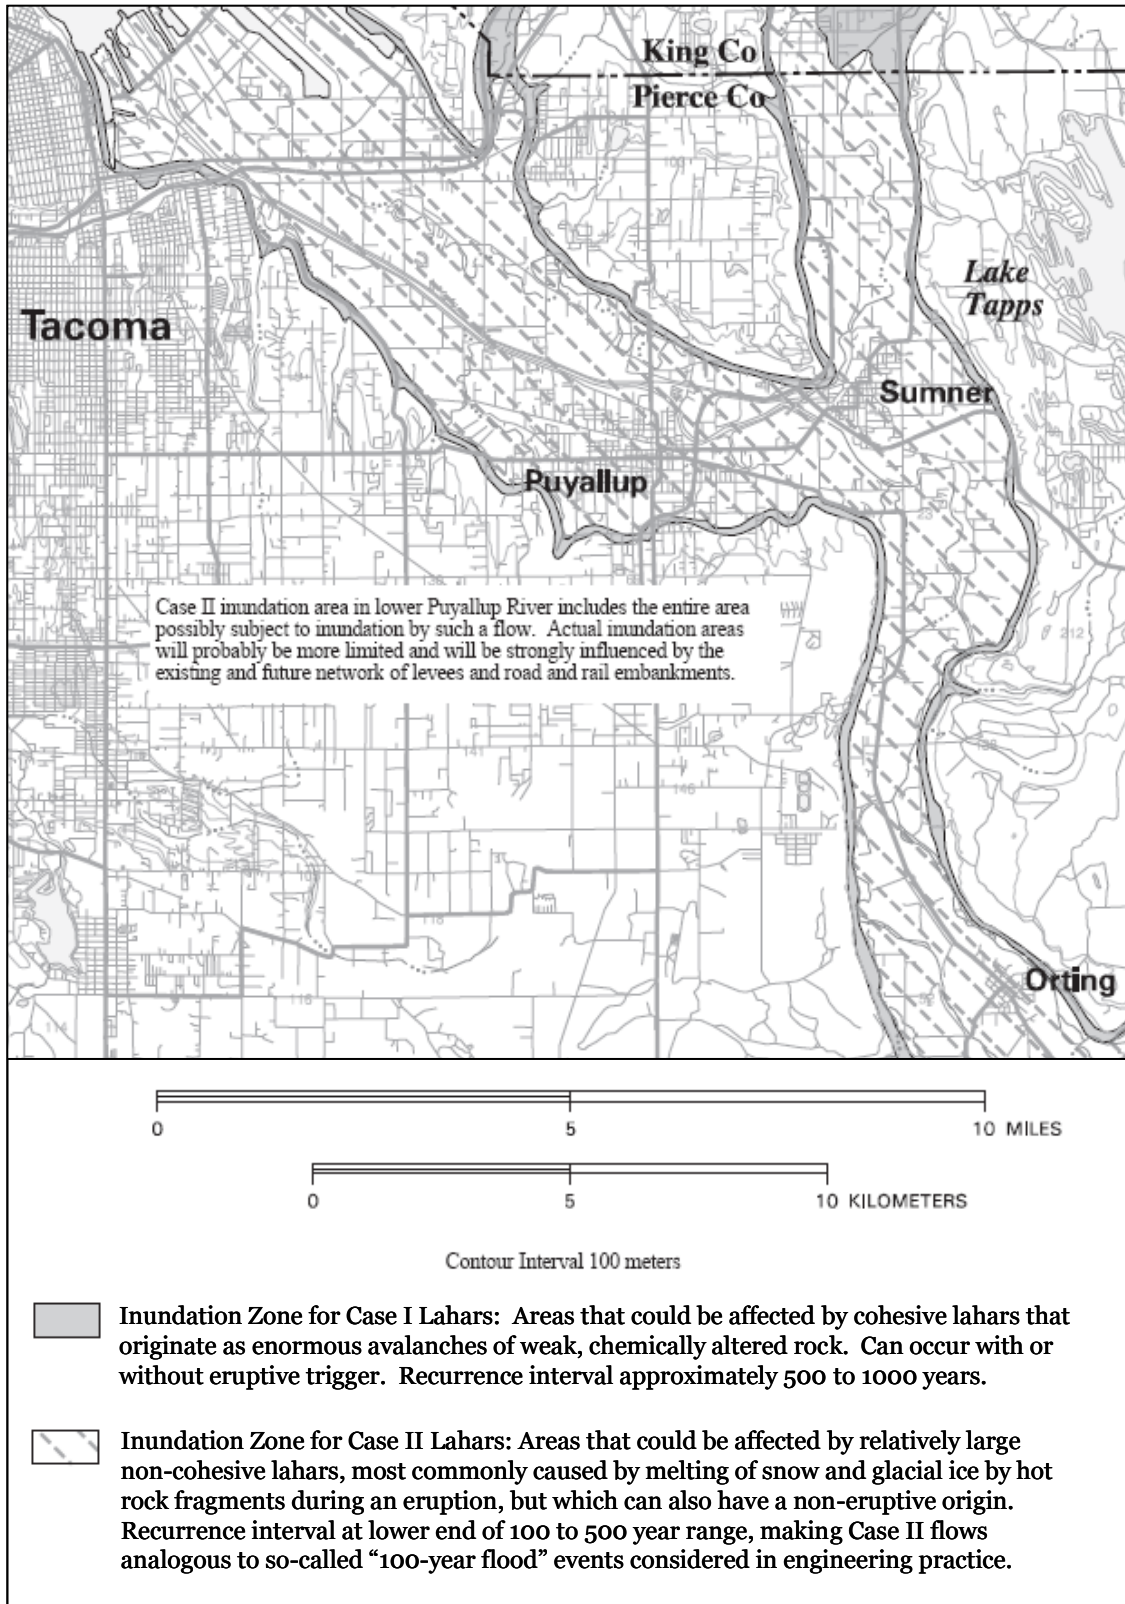 King Co
Pierce Co
Lake
Tapps
Tacoma
Sumner
Puyallup
212
Case II inundation area in lower Puyallup River includes the entire area
possibly subject to inundation by such a flow.  Actual inundation areas
will probably be more limited and will be strongly influenced by the
existing and future network of levees and road and rail embankments.
141
146
118
Orting
116
114
0 5 10 MILES
0 5 10 KILOMETERS
Contour Interval 100 meters
Inundation Zone for Case I Lahars:  Areas that could be affected by cohesive lahars that
originate as enormous avalanches of weak, chemically altered rock.  Can occur with or
without eruptive trigger.  Recurrence interval approximately 500 to 1000 years.
Inundation Zone for Case II Lahars: Areas that could be affected by relatively large
non-cohesive lahars, most commonly caused by melting of snow and glacial ice by hot
rock fragments during an eruption, but which can also have a non-eruptive origin.
Recurrence interval at lower end of 100 to 500 year range, making Case II flows
analogous to so-called “100-year flood” events considered in engineering practice.